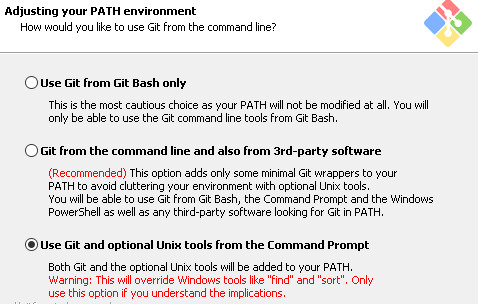 Adjusting your PATH environment
How would you like to use Git from the command line?
Use Git from Git Bash only
This is the most cautious choice as your PATH will not be modified at all. You will
only be able to use the Git command line tools from Git Bash.
Git from the command line and also from 3rd-party software
(Recommended) This option adds only some minimal Git wrappers to your
PATH to avoid cluttering your environment with optional Unix tools.
You will be able to use Git from Git Bash, the Command Prompt and the Windows
PowerShell as well as any third-party software looking for Git in PATH.
Use Git and optional Unix tools from the Command Prompt
Both Git and the optional Unix tools will be added to your PATH.
Warning: This will override Windows tools like "find" and "sort". Only
use this option if you understand the implications.